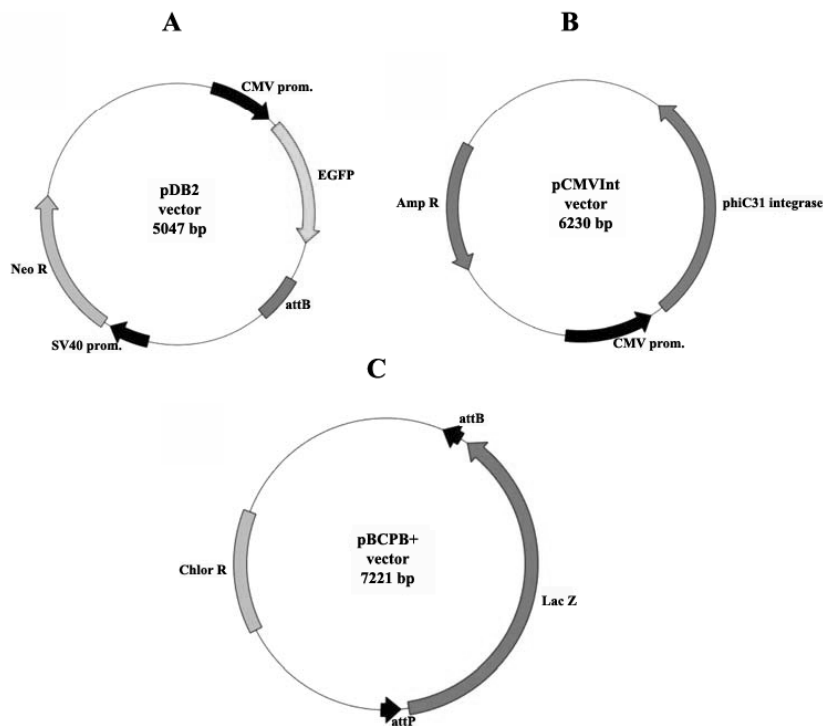 A
CMV prom.
EGFP
pDB2
vector
5047 bp
Neo R
attB
SV40 prom.
B
Amp R
pCMVInt
vector
6230 bp
phiC31 integrase
CMV prom.
C
attB
pBCPB+
vector
7221 bp
Chlor R
Lac Z
attP